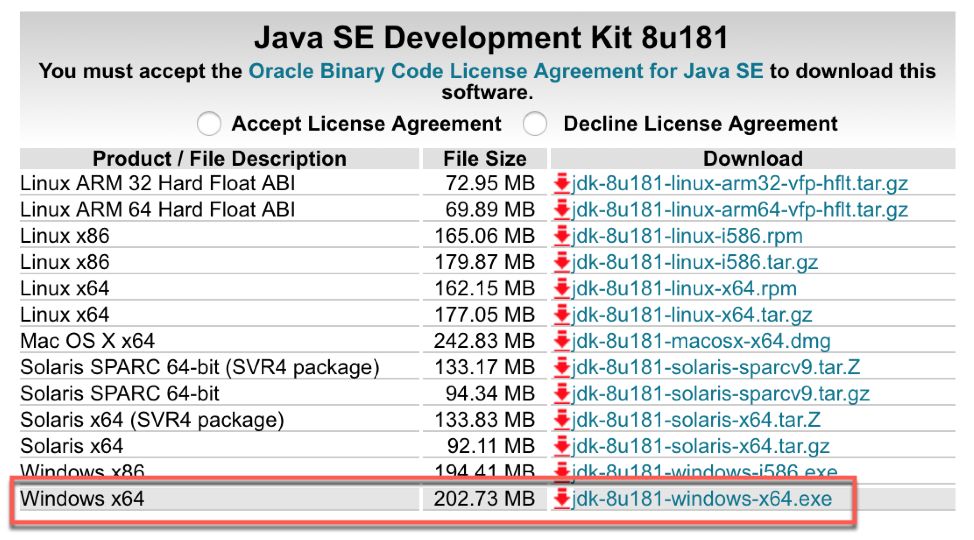 Java SE Development Kit 8u181
You must accept the Oracle Binary Code License Agreement for Java SE to download this
software.
Accept License Agreement Decline License Agreement
Product / File Description File Size Download
Linux ARM 32 Hard Float ABI 72.95 MB jdk-8u181-linux-arm32-vfp-hflt.tar.gz
Linux ARM 64 Hard Float ABI 69.89 MB jdk-8u181-linux-arm64-vfp-hflt.tar.gz
Linux x86 165.06 MB jdk-8u181-linux-i586.rpm
Linux x86 179.87 MB jdk-8u181-linux-i586.tar.gz
Linux x64 162.15 MB jdk-8u181-linux-x64.rpm
Linux x64 177.05 MB jdk-8u181-linux-x64.tar.gz
Mac OS X x64 242.83 MB jdk-8u181-macosx-x64.dmg
Solaris SPARC 64-bit (SVR4 package) 133.17 MB jdk-8u181-solaris-sparcv9.tar.Z
Solaris SPARC 64-bit 94.34 MB jdk-8u181-solaris-sparcv9.tar.gz
Solaris x64 (SVR4 package) 133.83 MB jdk-8u181-solaris-x64.tar.Z
Solaris x64 92.11 MB jdk-8u181-solaris-x64.tar.gz
Windows x86 194.41 MB jdk-8u181-windows-i586.exe
Windows x64 202.73 MB jdk-8u181-windows-x64.exe